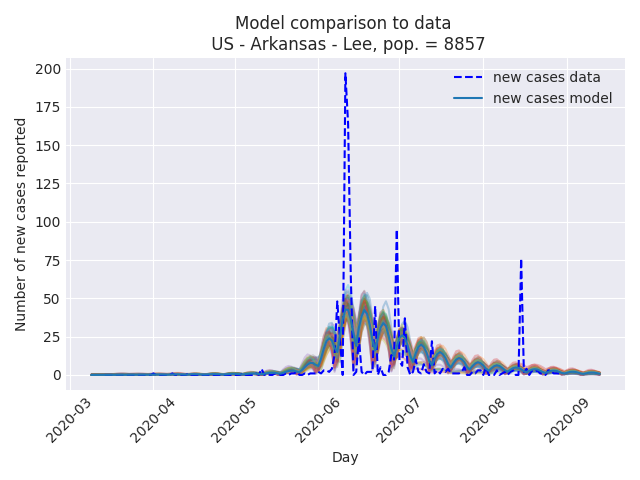 Model comparison to data
US - Arkansas - Lee, pop. = 8857
new cases data
new cases model
Number of new cases reported
200
175
150
125
100
75
50
25
0
2020-03
2020-04
2020-05
2020-06
2020-07
2020-08
2020-09
Day